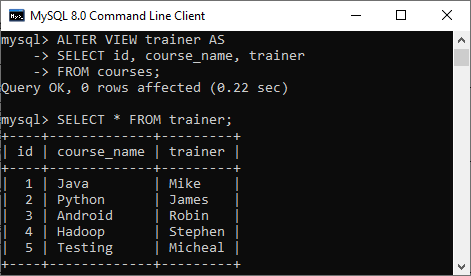 MySQL 8.0 Command Line Client
mysql> ALTER VIEW trainer AS
    -> SELECT id, course_name, trainer
    -> FROM courses;
Query OK, 0 rows affected (0.22 sec)
mysql> SELECT * FROM trainer;
+----+-------------+---------+
| id | course_name | trainer |
+----+-------------+---------+
|  1 | Java        | Mike    |
|  2 | Python      | James   |
|  3 | Android     | Robin   |
|  4 | Hadoop      | Stephen |
|  5 | Testing     | Micheal |
+----+-------------+---------+